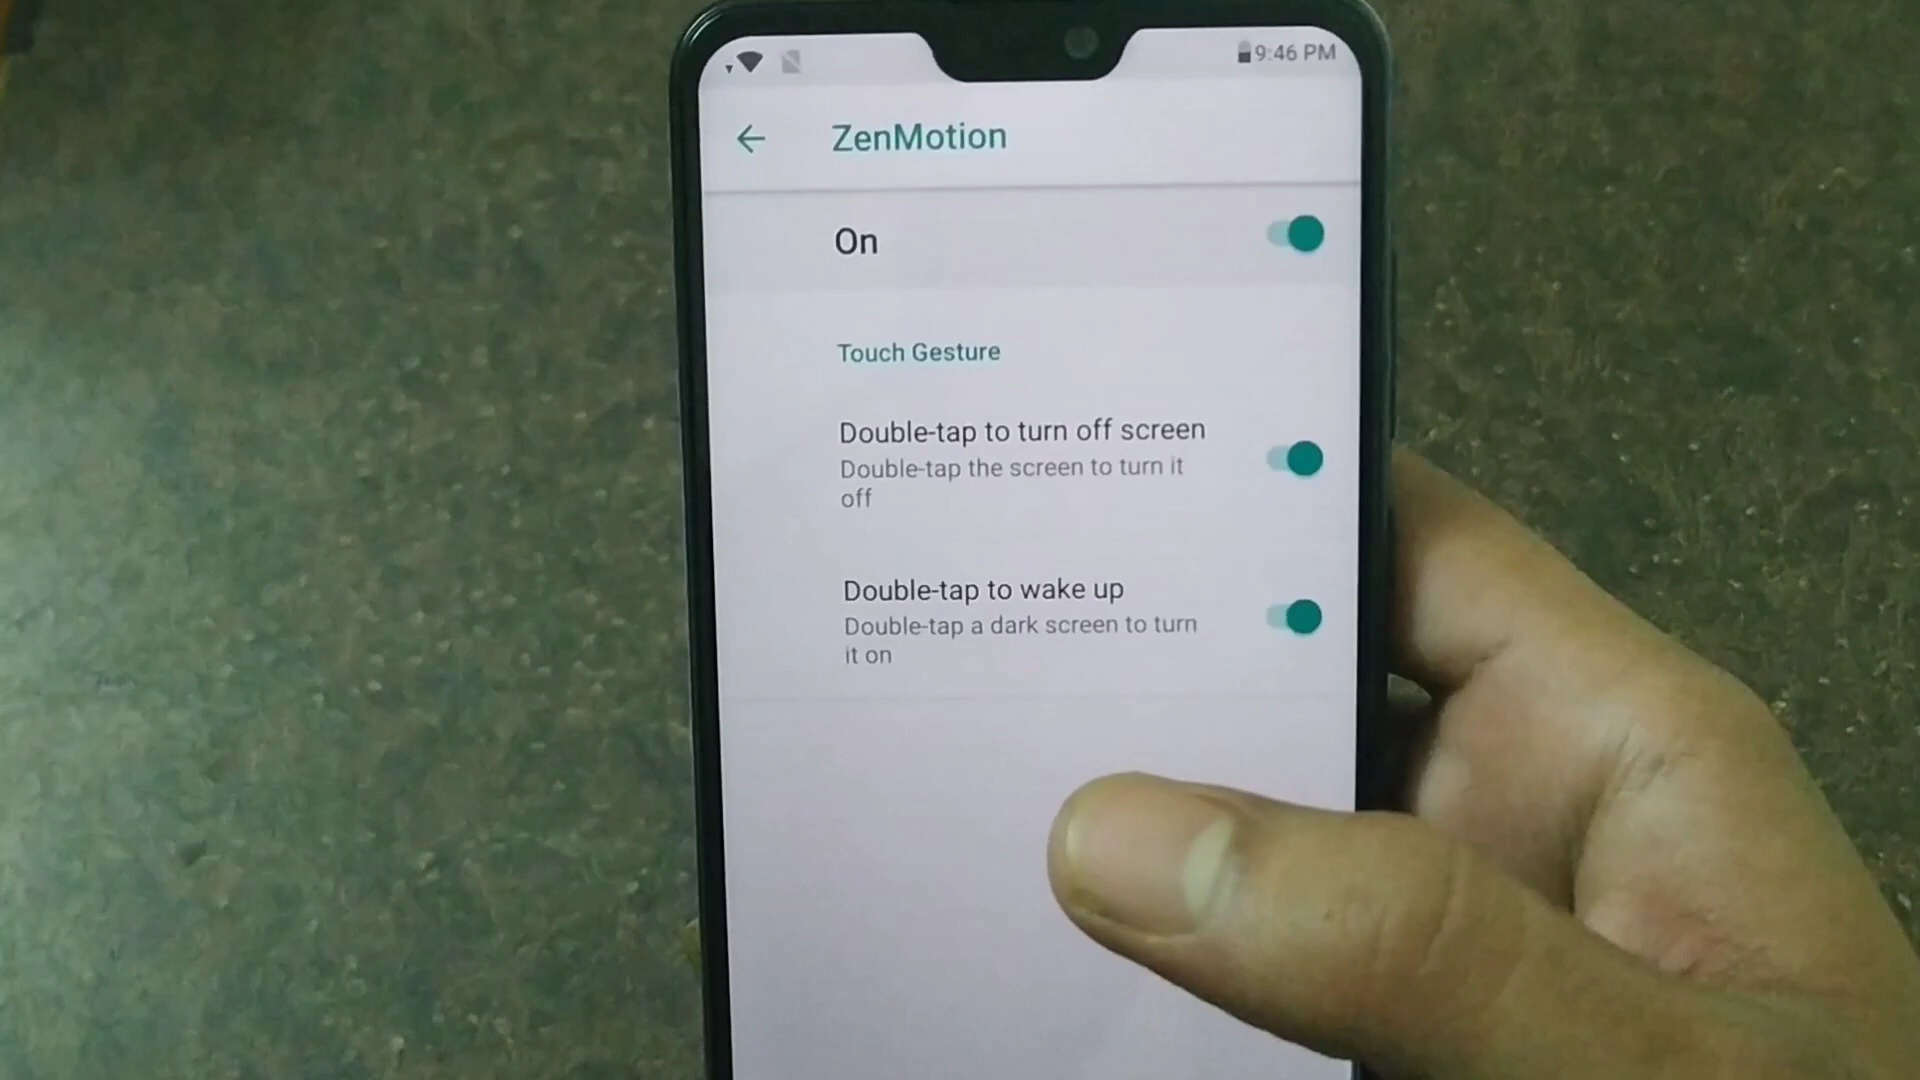 9:46 PM
ZenMotion
On
Touch Gesture
Double-tap to turn off screen
Double-tap the screen to turn it
off
Double-tap to wake up
Double-tap a dark screen to turn
it on